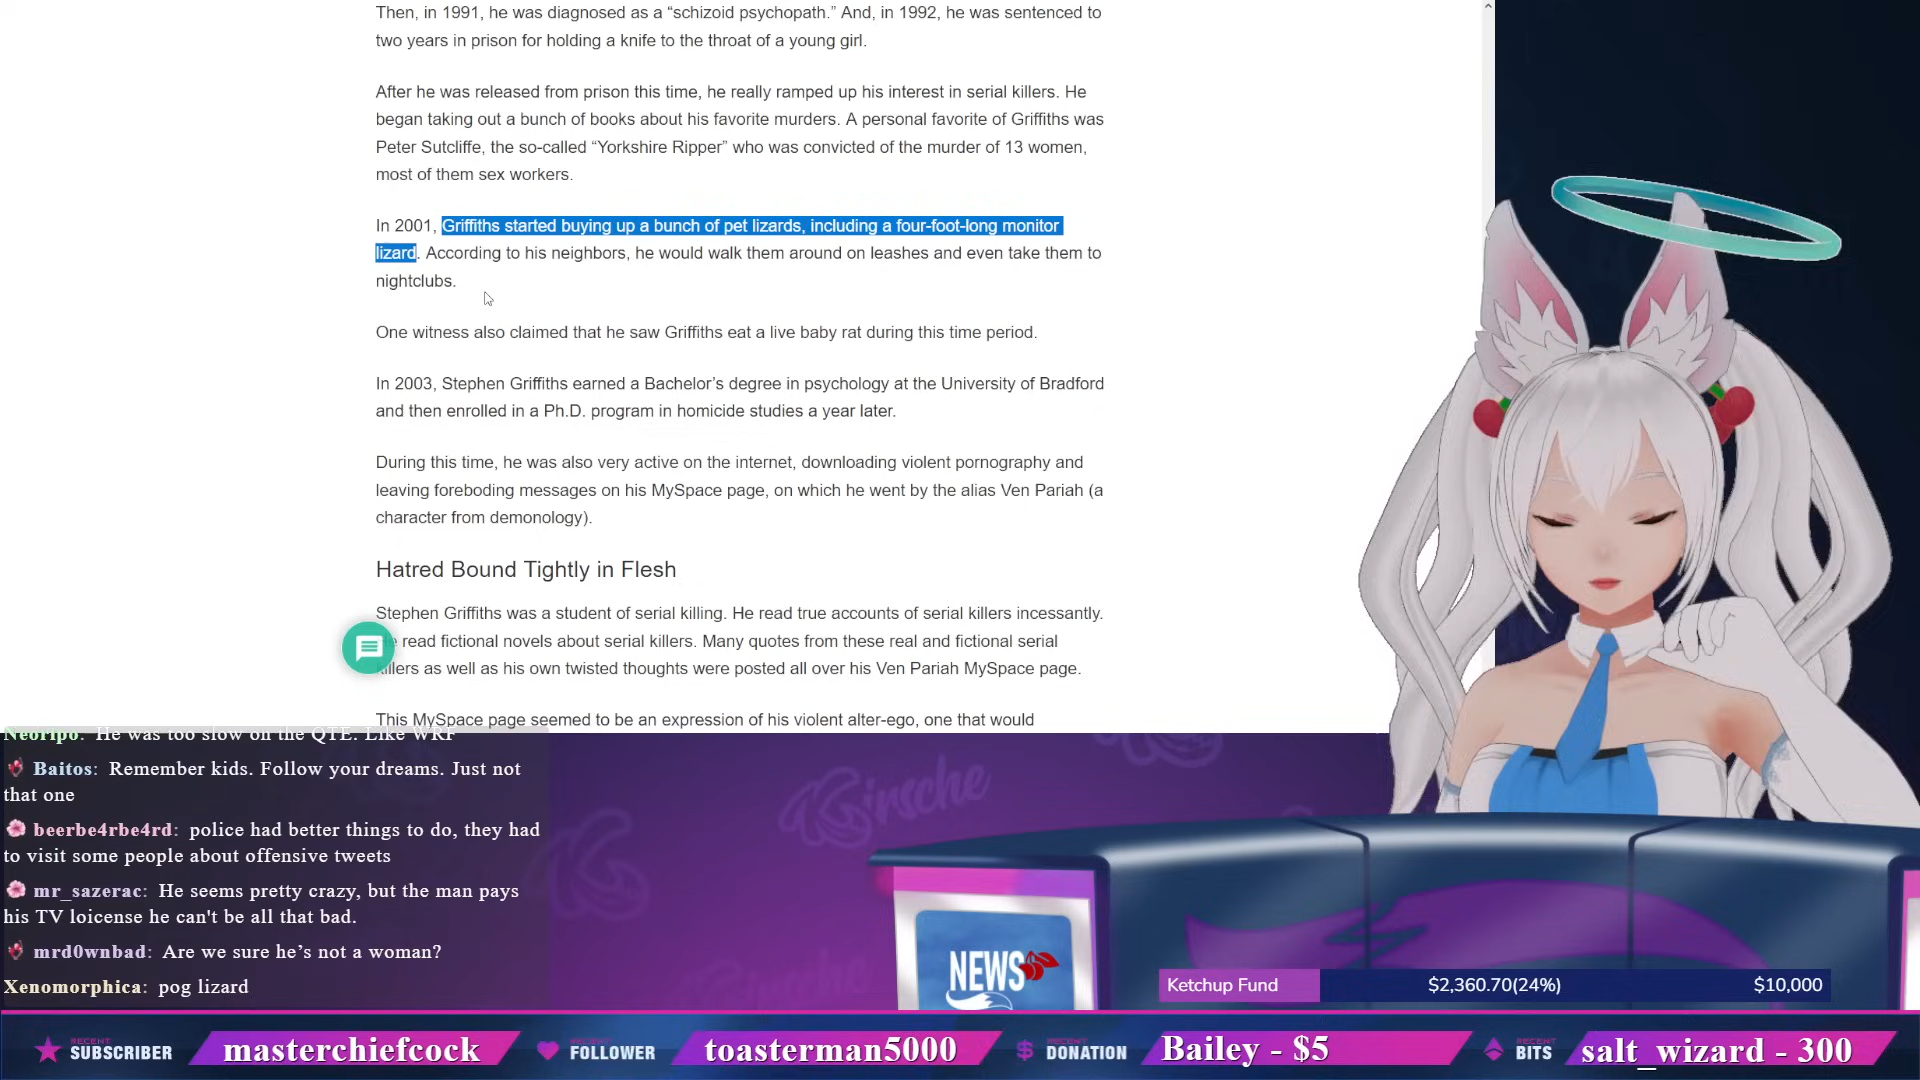 Then, in 1991, he was diagnosed as a “schizoid psychopath.” And, in 1992, he was sentenced to
two years in prison for holding a knife to the throat of a young girl.
After he was released from prison this time, he really ramped up his interest in serial killers. He
began taking out a bunch of books about his favorite murders. A personal favorite of Griffiths was
Peter Sutcliffe, the so-called “Yorkshire Ripper” who was convicted of the murder of 13 women,
most of them sex workers.
In 2001, Griffiths started buying up a bunch of pet lizards, including a four-foot-long monitor
lizard. According to his neighbors, he would walk them around on leashes and even take them to
nightclubs.
One witness also claimed that he saw Griffiths eat a live baby rat during this time period.
In 2003, Stephen Griffiths earned a Bachelor’s degree in psychology at the University of Bradford
and then enrolled in a Ph.D. program in homicide studies a year later.
During this time, he was also very active on the internet, downloading violent pornography and
leaving foreboding messages on his MySpace page, on which he went by the alias Ven Pariah (a
character from demonology).
Hatred Bound Tightly in Flesh
Stephen Griffiths was a student of serial killing. He read true accounts of serial killers incessantly.
read fictional novels about serial killers. Many quotes from these real and fictional serial
killers as well as his own twisted thoughts were posted all over his Ven Pariah MySpace page.
This MySpace page seemed to be an expression of his violent alter-ego, one that would
Neoripo: He was too slow on the QTE. Like WRF
Baitos: Remember kids. Follow your dreams. Just not
that one
beerbe4rbe4rd: police had better things to do, they had
to visit some people about offensive tweets
mr_sazerac: He seems pretty crazy, but the man pays
his TV loicense he can't be all that bad.
mrd0wnbad: Are we sure he’s not a woman?
Xenomorphica: pog lizard
Kirsche
NEWS
Ketchup Fund $2,360.70(24%) $10,000
RECENT SUBSCRIBER masterchiefcock RECENT FOLLOWER toasterman5000 RECENT DONATION Bailey - $5 RECENT BITS salt_wizard - 300